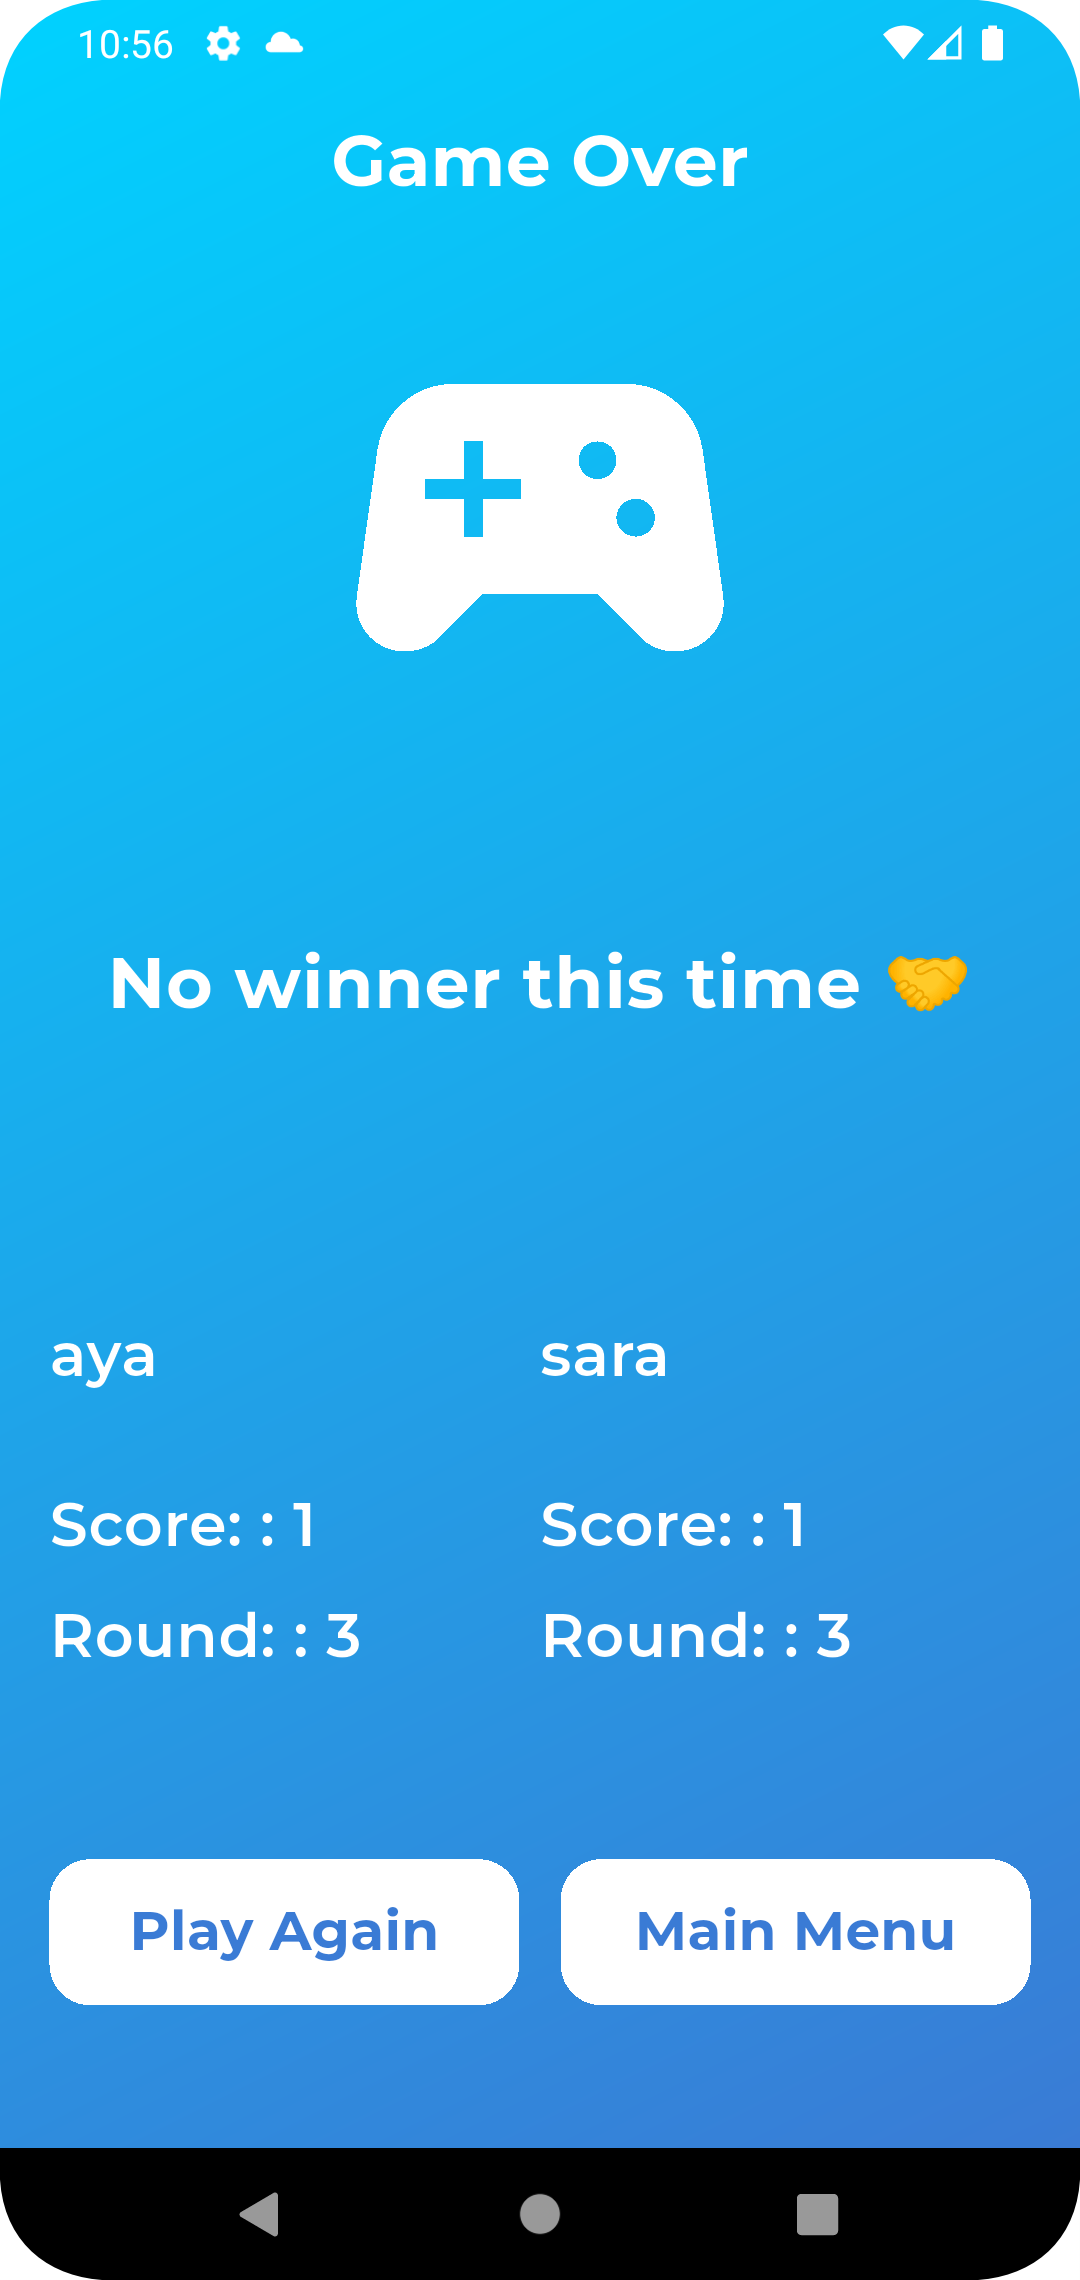 10:56
Game Over
No winner this time 🤝
aya
sara
Score: : 1
Score: : 1
Round: : 3
Round: : 3
Play Again
Main Menu